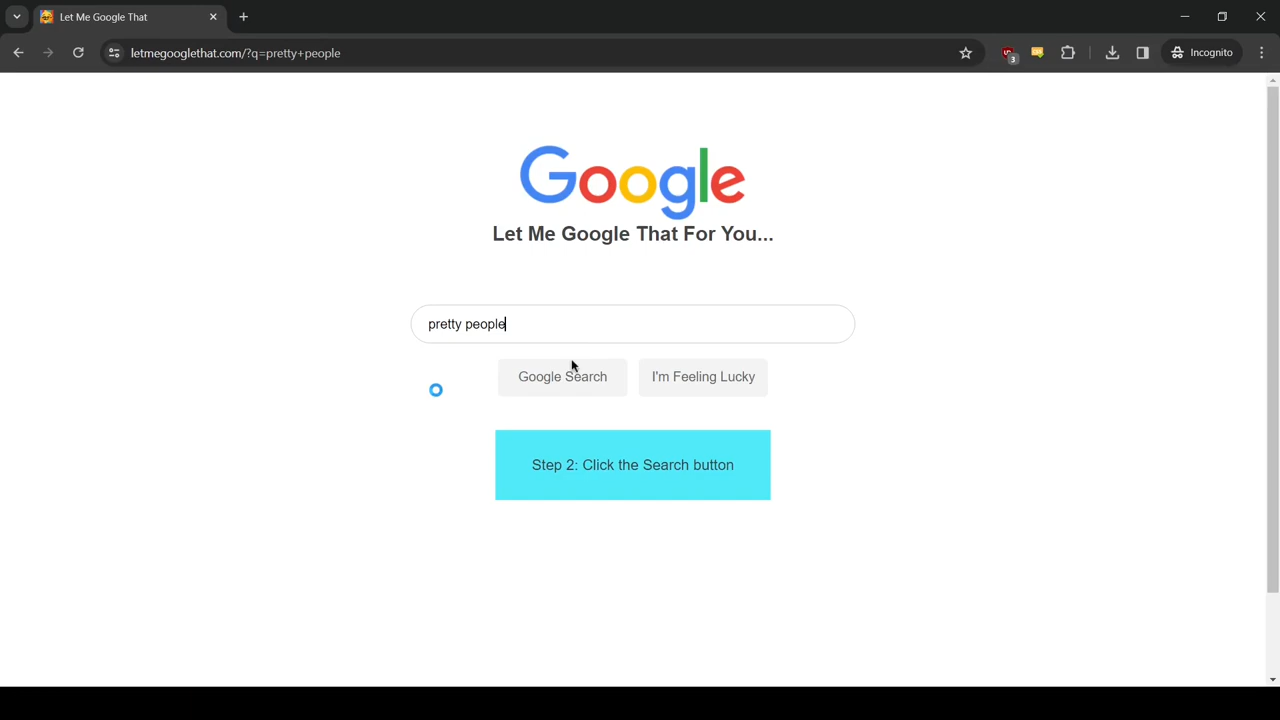 Let Me Google That
letmegooglethat.com/?q=pretty+people
3
Incognito
Google
Let Me Google That For You...
pretty people
Google Search
I'm Feeling Lucky
Step 2: Click the Search button